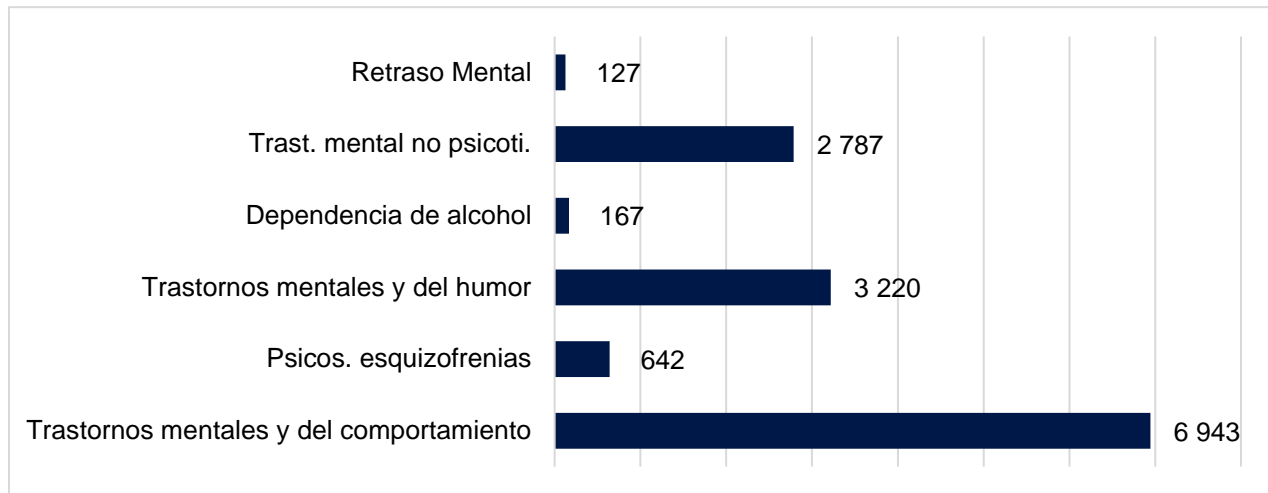 Retraso Mental 127
Trast. mental no psicoti. 2 787
Dependencia de alcohol 167
Trastornos mentales y del humor 3 220
Psicos. esquizofrenias 642
Trastornos mentales y del comportamiento 6 943